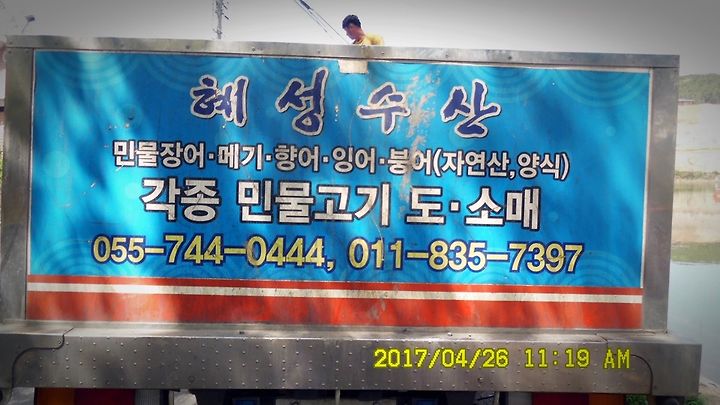 혜성수산
민물장어·메기·향어·잉어·붕어(자연산,양식)
각종 민물고기 도·소매
055-744-0444, 011-835-7397
2017/04/26 11:19 AM